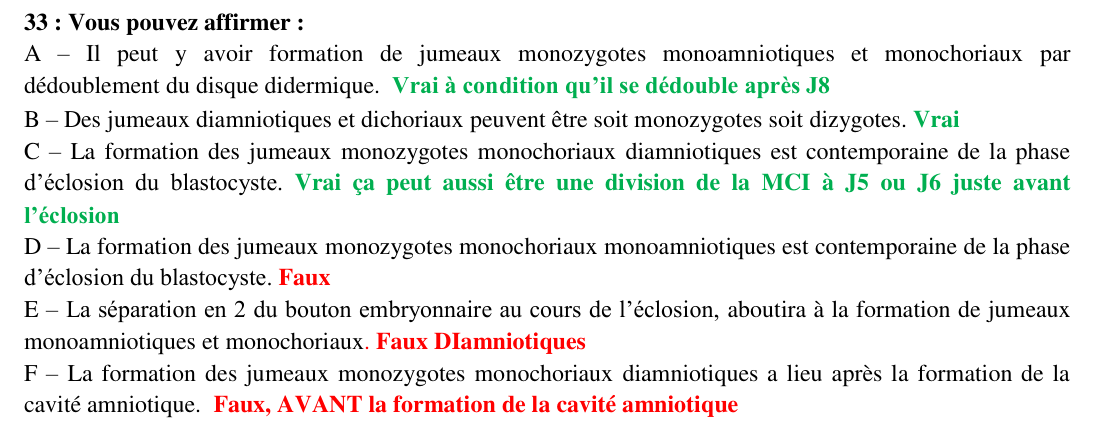 33 : Vous pouvez affirmer :
A – Il peut y avoir formation de jumeaux monozygotes monoamniotiques et monochoriaux par
dédoublement du disque didermique. Vrai à condition qu’il se dédouble après J8
B – Des jumeaux diamniotiques et dichoriaux peuvent être soit monozygotes soit dizygotes. Vrai
C – La formation des jumeaux monozygotes monochoriaux diamniotiques est contemporaine de la phase
d’éclosion du blastocyste. Vrai ça peut aussi être une division de la MCI à J5 ou J6 juste avant
l’éclosion
D – La formation des jumeaux monozygotes monochoriaux monoamniotiques est contemporaine de la phase
d’éclosion du blastocyste. Faux
E – La séparation en 2 du bouton embryonnaire au cours de l’éclosion, aboutira à la formation de jumeaux
monoamniotiques et monochoriaux. Faux DIamniotiques
F – La formation des jumeaux monozygotes monochoriaux diamniotiques a lieu après la formation de la
cavité amniotique. Faux, AVANT la formation de la cavité amniotique